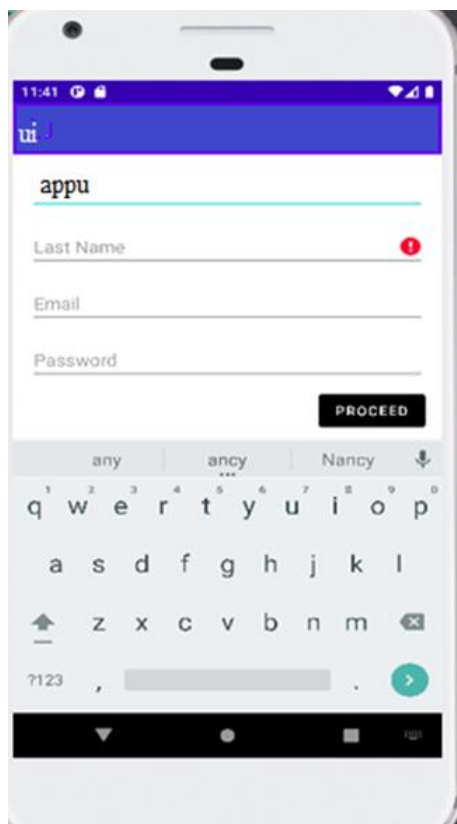 11:41
ui
appu
Last Name
Email
Password
PROCEED
any ancy Nancy
1 2 3 4 5 6 7 8 9 0
q w e r t y u i o p
a s d f g h j k l
z x c v b n m
?123 , .